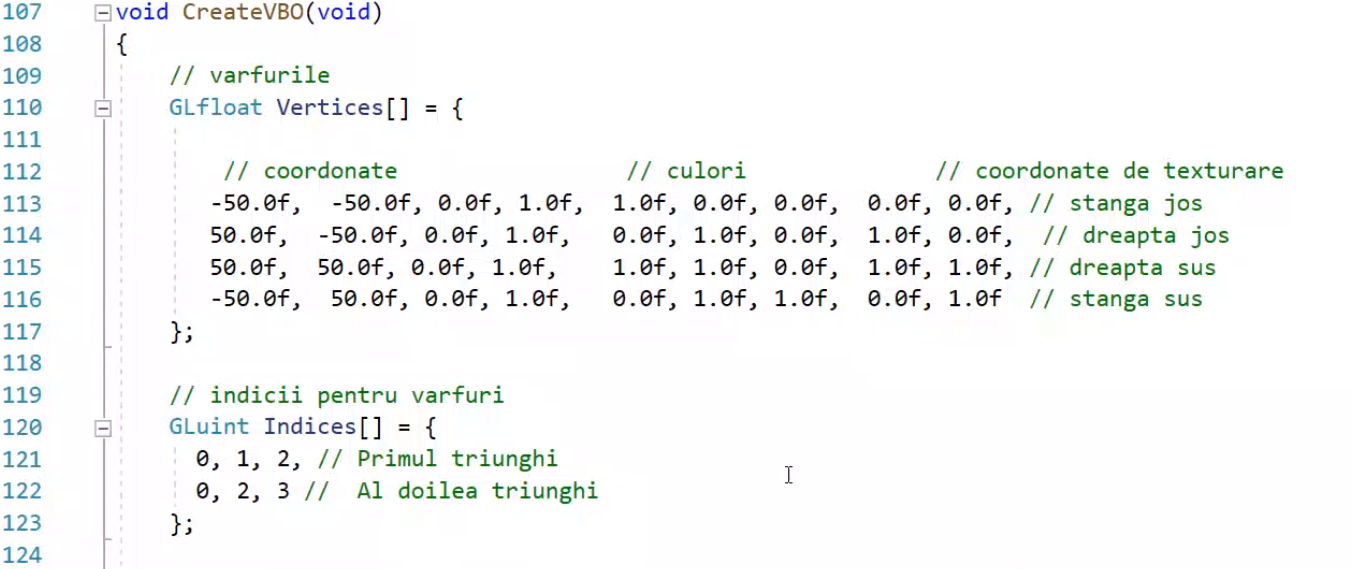 107 void CreateVBO(void)
108 {
109 // varfurile
110 GLfloat Vertices[] = {
111
112 // coordonate // culori // coordonate de texturare
113 -50.0f, -50.0f, 0.0f, 1.0f, 1.0f, 0.0f, 0.0f, 0.0f, 0.0f, // stanga jos
114 50.0f, -50.0f, 0.0f, 1.0f, 0.0f, 1.0f, 0.0f, 1.0f, 0.0f, // dreapta jos
115 50.0f, 50.0f, 0.0f, 1.0f, 1.0f, 1.0f, 0.0f, 1.0f, 1.0f, // dreapta sus
116 -50.0f, 50.0f, 0.0f, 1.0f, 0.0f, 1.0f, 1.0f, 0.0f, 1.0f // stanga sus
117 };
118
119 // indicii pentru varfuri
120 GLuint Indices[] = {
121 0, 1, 2, // Primul triunghi
122 0, 2, 3 // Al doilea triunghi
123 };
124